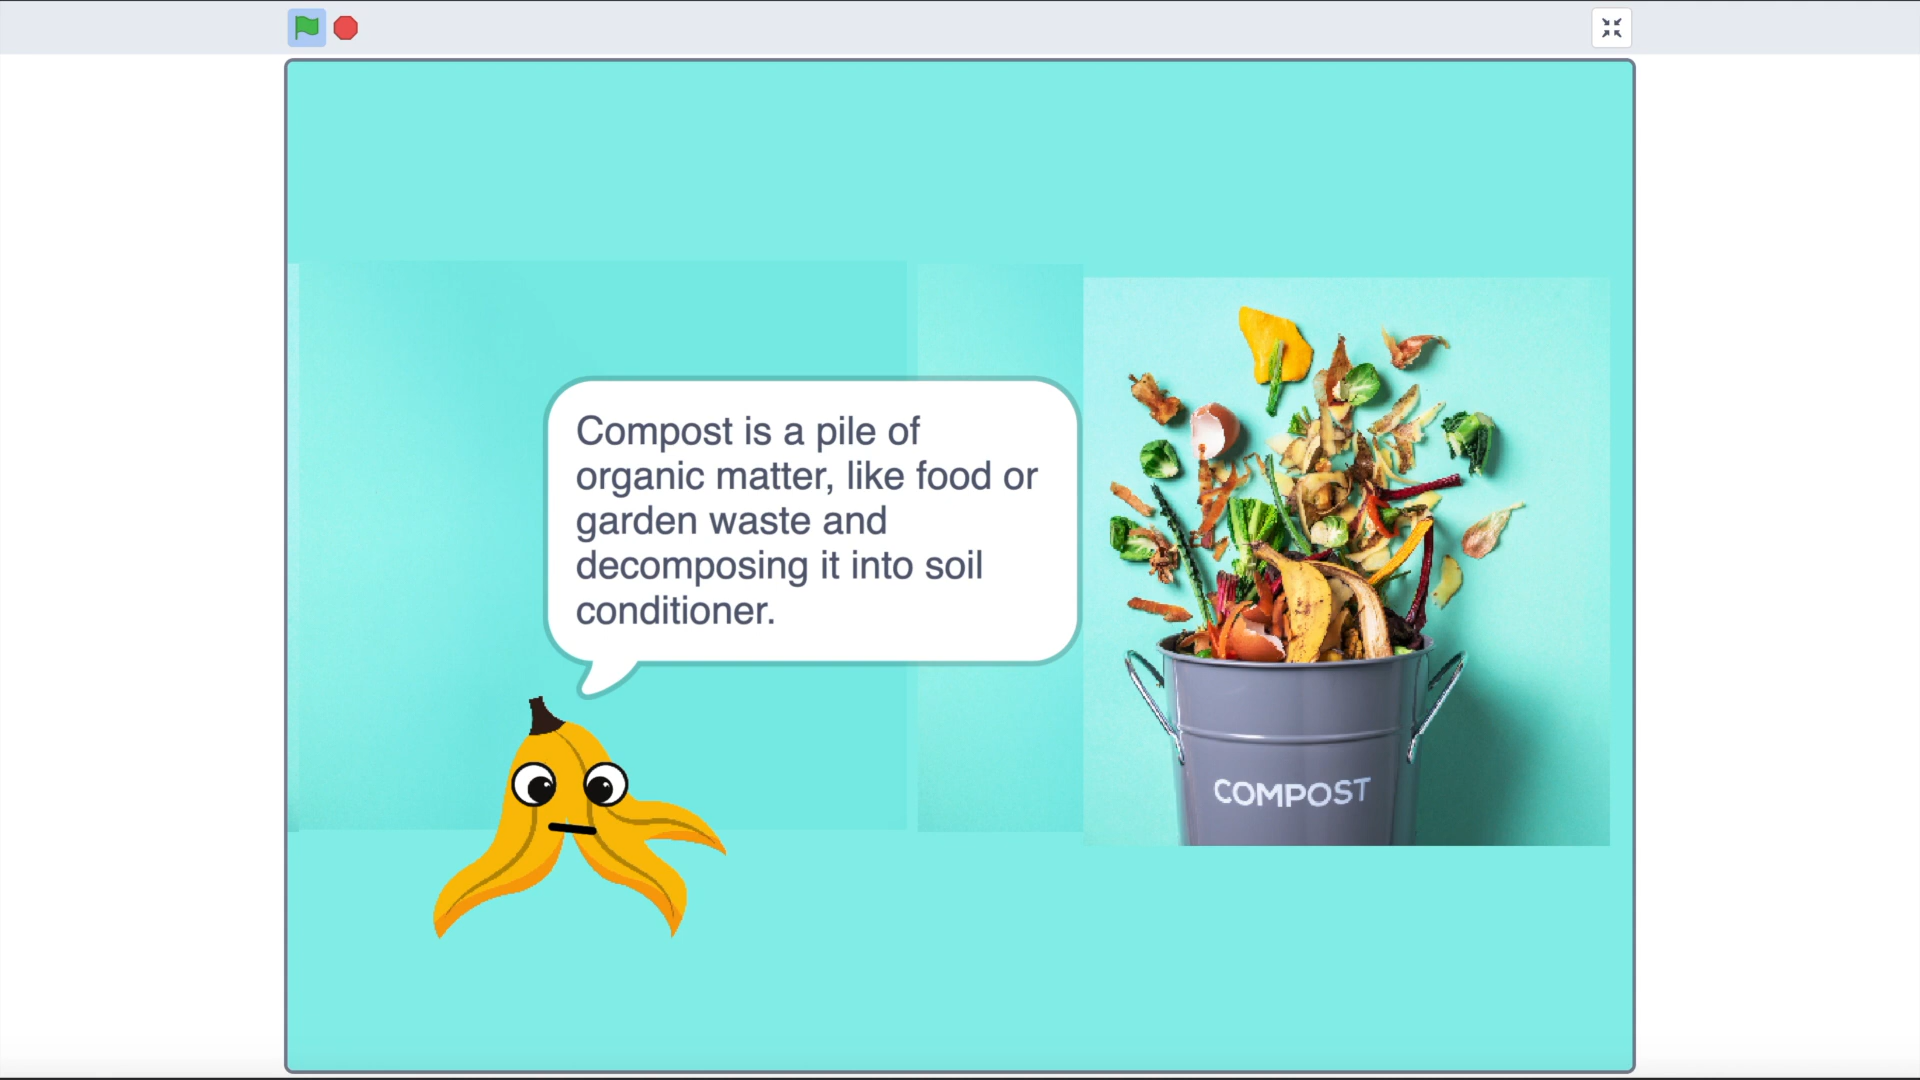 Compost is a pile of
organic matter, like food or
garden waste and
decomposing it into soil
conditioner.
COMPOST